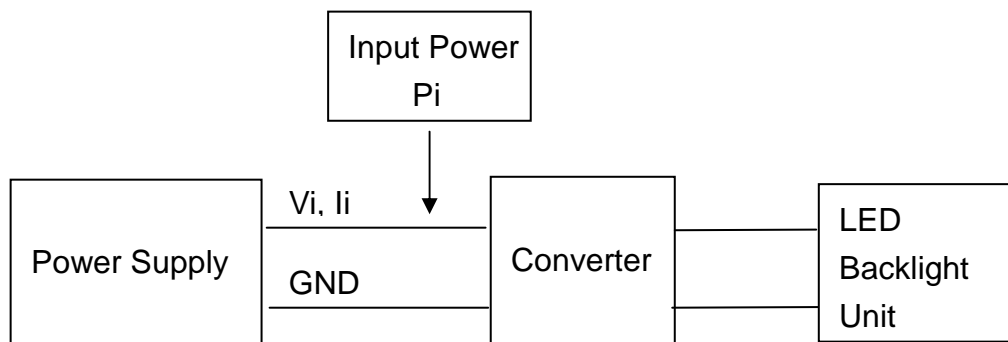 Input Power
Pi
Vi, Ii
Power Supply
GND
Converter
LED
Backlight
Unit